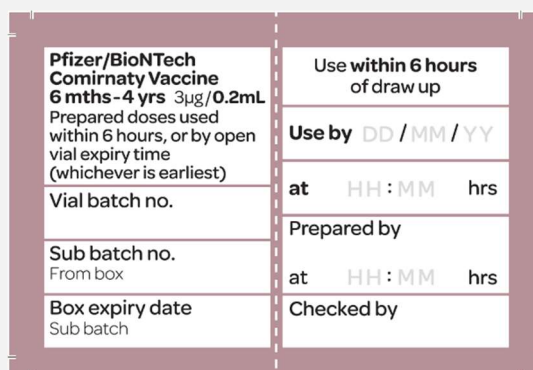 Pfizer/BioNTech
Comirnaty Vaccine
6 mths-4 yrs 3µg/0.2mL
Prepared doses used
within 6 hours, or by open
vial expiry time
(whichever is earliest)
Vial batch no.
Sub batch no.
From box
Box expiry date
Sub batch
Use within 6 hours
of draw up
Use by DD/MM/YY
at HH:MM hrs
Prepared by
at HH:MM hrs
Checked by